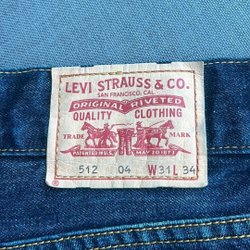 LEVI STRAUSS & CO.
SAN FRANCISCO, CAL.
ORIGINAL RIVETED
QUALITY CLOTHING
TRADE MARK
PATENTED IN U.S. MAY 20 1873
512 04 W31 L34